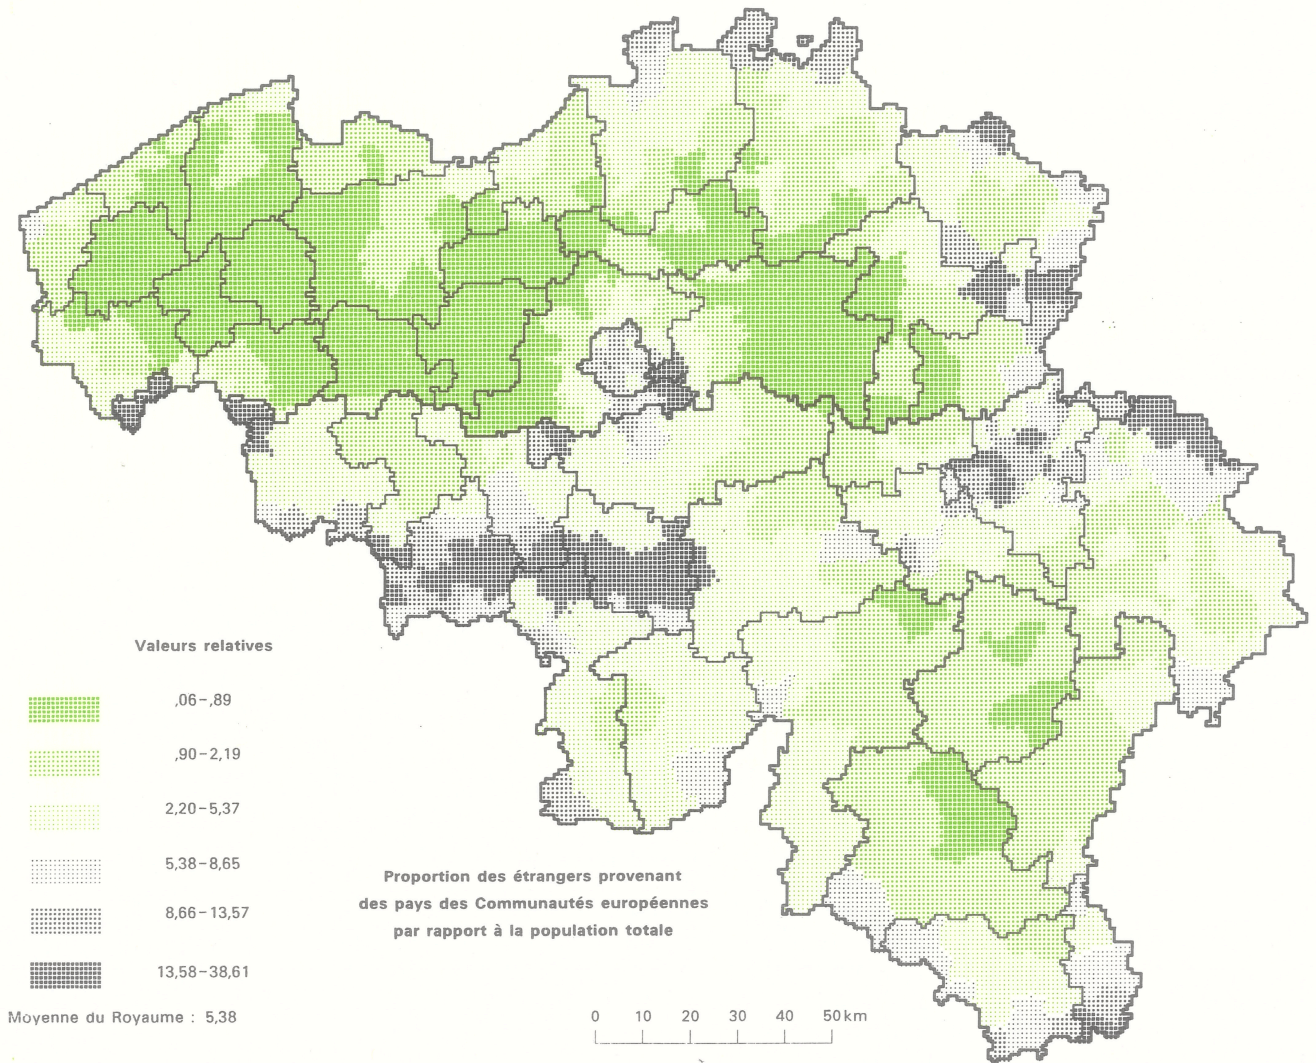 Valeurs relatives
,06-,89
,90-2,19
2,20-5,37
5,38-8,65
8,66-13,57
13,58-38,61
Moyenne du Royaume : 5,38
Proportion des étrangers provenant
des pays des Communautés européennes
par rapport à la population totale
0 10 20 30 40 50 km